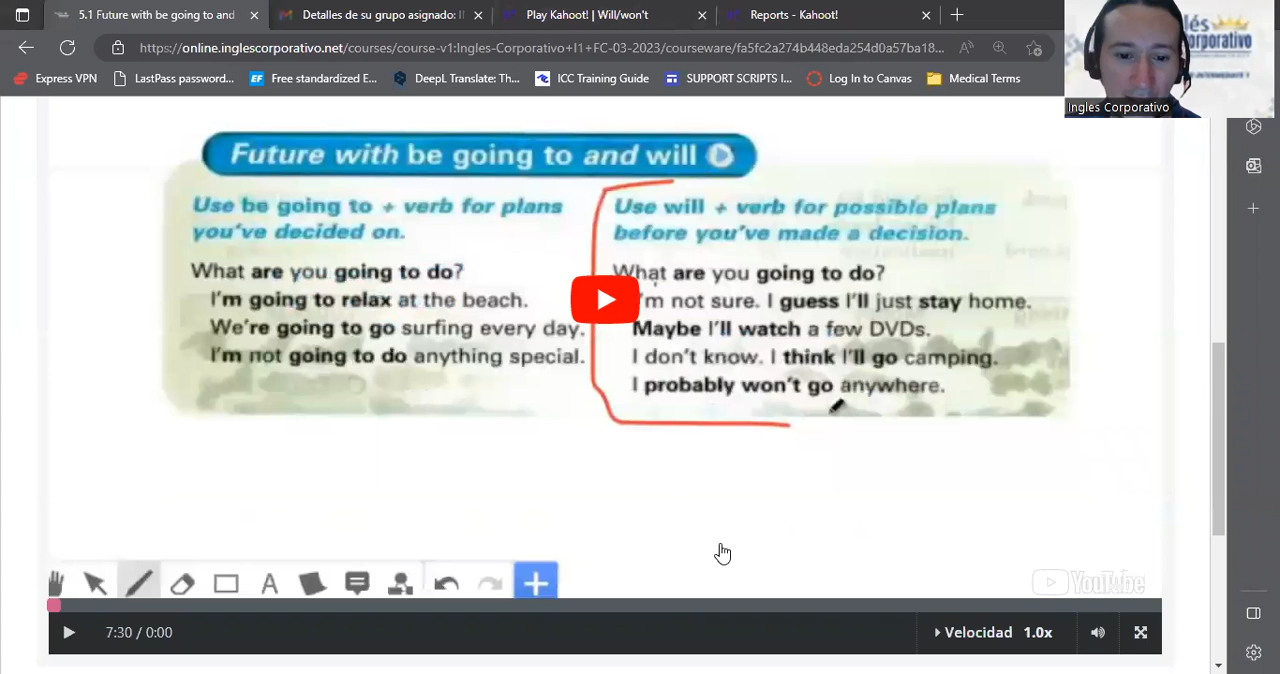 5.1 Future with be going to and
Detalles de su grupo asignado: I
Play Kahoot! | Will/won't
Reports - Kahoot!
https://online.inglescorporativo.net/courses/course-v1:Ingles-Corporativo+I1+FC-03-2023/courseware/fa5fc2a274b448eda254d0a57ba18...
Express VPN
LastPass password...
Free standardized E...
DeepL Translate: Th...
ICC Training Guide
SUPPORT SCRIPTS I...
Log In to Canvas
Medical Terms
Ingles Corporativo
Future with be going to and will
Use be going to + verb for plans
you've decided on.
What are you going to do?
I'm going to relax at the beach.
We're going to go surfing every day.
I'm not going to do anything special.
Use will + verb for possible plans
before you've made a decision.
What are you going to do?
I'm not sure. I guess I'll just stay home.
Maybe I'll watch a few DVDs.
I don't know. I think I'll go camping.
I probably won't go anywhere.
YouTube
7:30 / 0:00
Velocidad 1.0x